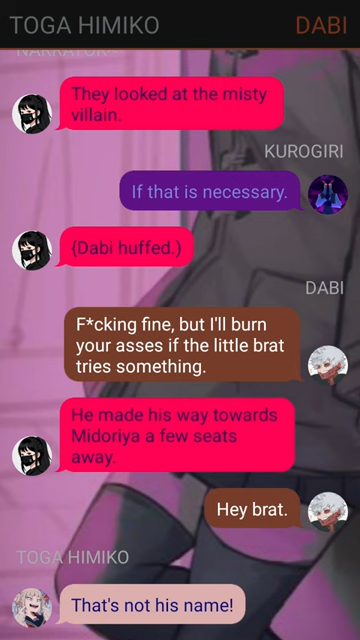 TOGA HIMIKO
DABI
NARRATOR
They looked at the misty
villain.
KUROGIRI
If that is necessary.
{Dabi huffed.)
DABI
F*cking fine, but I'll burn
your asses if the little brat
tries something.
He made his way towards
Midoriya a few seats
away.
Hey brat.
TOGA HIMIKO
That's not his name!